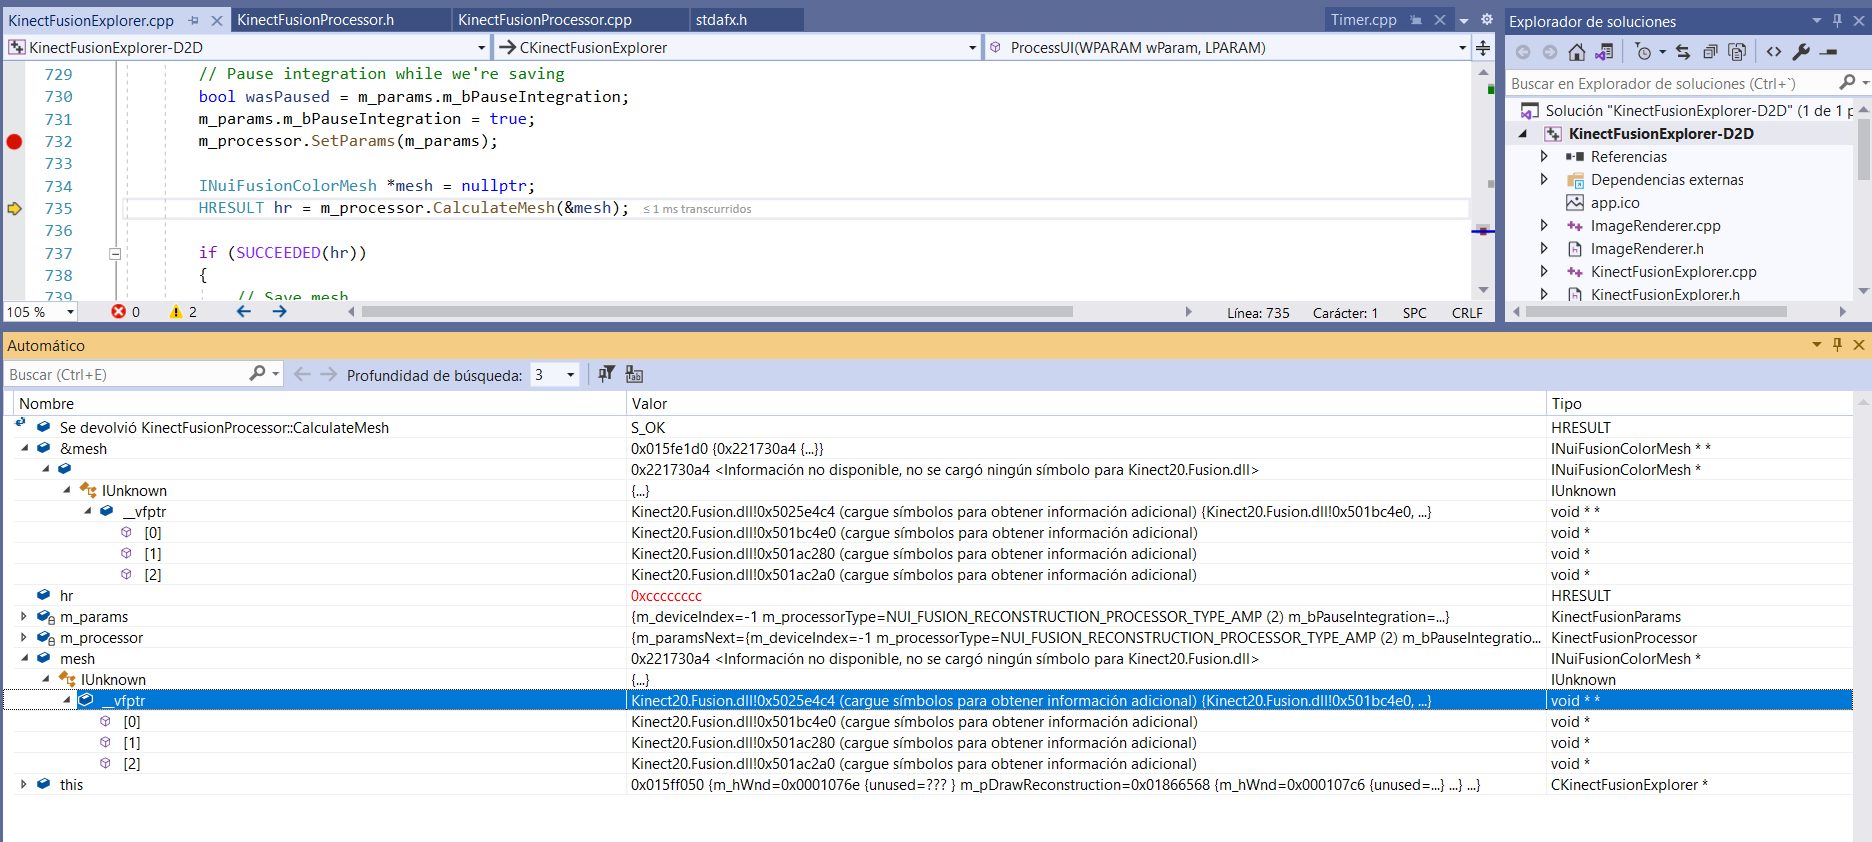 KinectFusionExplorer.cpp KinectFusionProcessor.h KinectFusionProcessor.cpp stdafx.h Timer.cpp
KinectFusionExplorer-D2D CKinectFusionExplorer ProcessUI(WPARAM wParam, LPARAM)
729 // Pause integration while we're saving
730 bool wasPaused = m_params.m_bPauseIntegration;
731 m_params.m_bPauseIntegration = true;
732 m_processor.SetParams(m_params);
733
734 INuiFusionColorMesh *mesh = nullptr;
735 HRESULT hr = m_processor.CalculateMesh(&mesh); ≤ 1 ms transcurridos
736
737 if (SUCCEEDED(hr))
738 {
739 // Save mesh
105 % 0 2 Línea: 735 Carácter: 1 SPC CRLF
Explorador de soluciones
Buscar en Explorador de soluciones (Ctrl+`)
Solución "KinectFusionExplorer-D2D" (1 de 1 p
KinectFusionExplorer-D2D
Referencias
Dependencias externas
app.ico
ImageRenderer.cpp
ImageRenderer.h
KinectFusionExplorer.cpp
KinectFusionExplorer.h
Automático
Buscar (Ctrl+E) Profundidad de búsqueda: 3
Nombre Valor Tipo
Se devolvió KinectFusionProcessor::CalculateMesh S_OK HRESULT
&mesh 0x015fe1d0 {0x221730a4 {...}} INuiFusionColorMesh * *
0x221730a4 <Información no disponible, no se cargó ningún símbolo para Kinect20.Fusion.dll> INuiFusionColorMesh *
IUnknown {...} IUnknown
__vfptr Kinect20.Fusion.dll!0x5025e4c4 (cargue símbolos para obtener información adicional) {Kinect20.Fusion.dll!0x501bc4e0, ...} void * *
[0] Kinect20.Fusion.dll!0x501bc4e0 (cargue símbolos para obtener información adicional) void *
[1] Kinect20.Fusion.dll!0x501ac280 (cargue símbolos para obtener información adicional) void *
[2] Kinect20.Fusion.dll!0x501ac2a0 (cargue símbolos para obtener información adicional) void *
hr 0xcccccccc HRESULT
m_params {m_deviceIndex=-1 m_processorType=NUI_FUSION_RECONSTRUCTION_PROCESSOR_TYPE_AMP (2) m_bPauseIntegration=...} KinectFusionParams
m_processor {m_paramsNext={m_deviceIndex=-1 m_processorType=NUI_FUSION_RECONSTRUCTION_PROCESSOR_TYPE_AMP (2) m_bPauseIntegratio... KinectFusionProcessor
mesh 0x221730a4 <Información no disponible, no se cargó ningún símbolo para Kinect20.Fusion.dll> INuiFusionColorMesh *
IUnknown {...} IUnknown
__vfptr Kinect20.Fusion.dll!0x5025e4c4 (cargue símbolos para obtener información adicional) {Kinect20.Fusion.dll!0x501bc4e0, ...} void * *
[0] Kinect20.Fusion.dll!0x501bc4e0 (cargue símbolos para obtener información adicional) void *
[1] Kinect20.Fusion.dll!0x501ac280 (cargue símbolos para obtener información adicional) void *
[2] Kinect20.Fusion.dll!0x501ac2a0 (cargue símbolos para obtener información adicional) void *
this 0x015ff050 {m_hWnd=0x0001076e {unused=??? } m_pDrawReconstruction=0x01866568 {m_hWnd=0x000107c6 {unused=...} ...} ...} CKinectFusionExplorer *